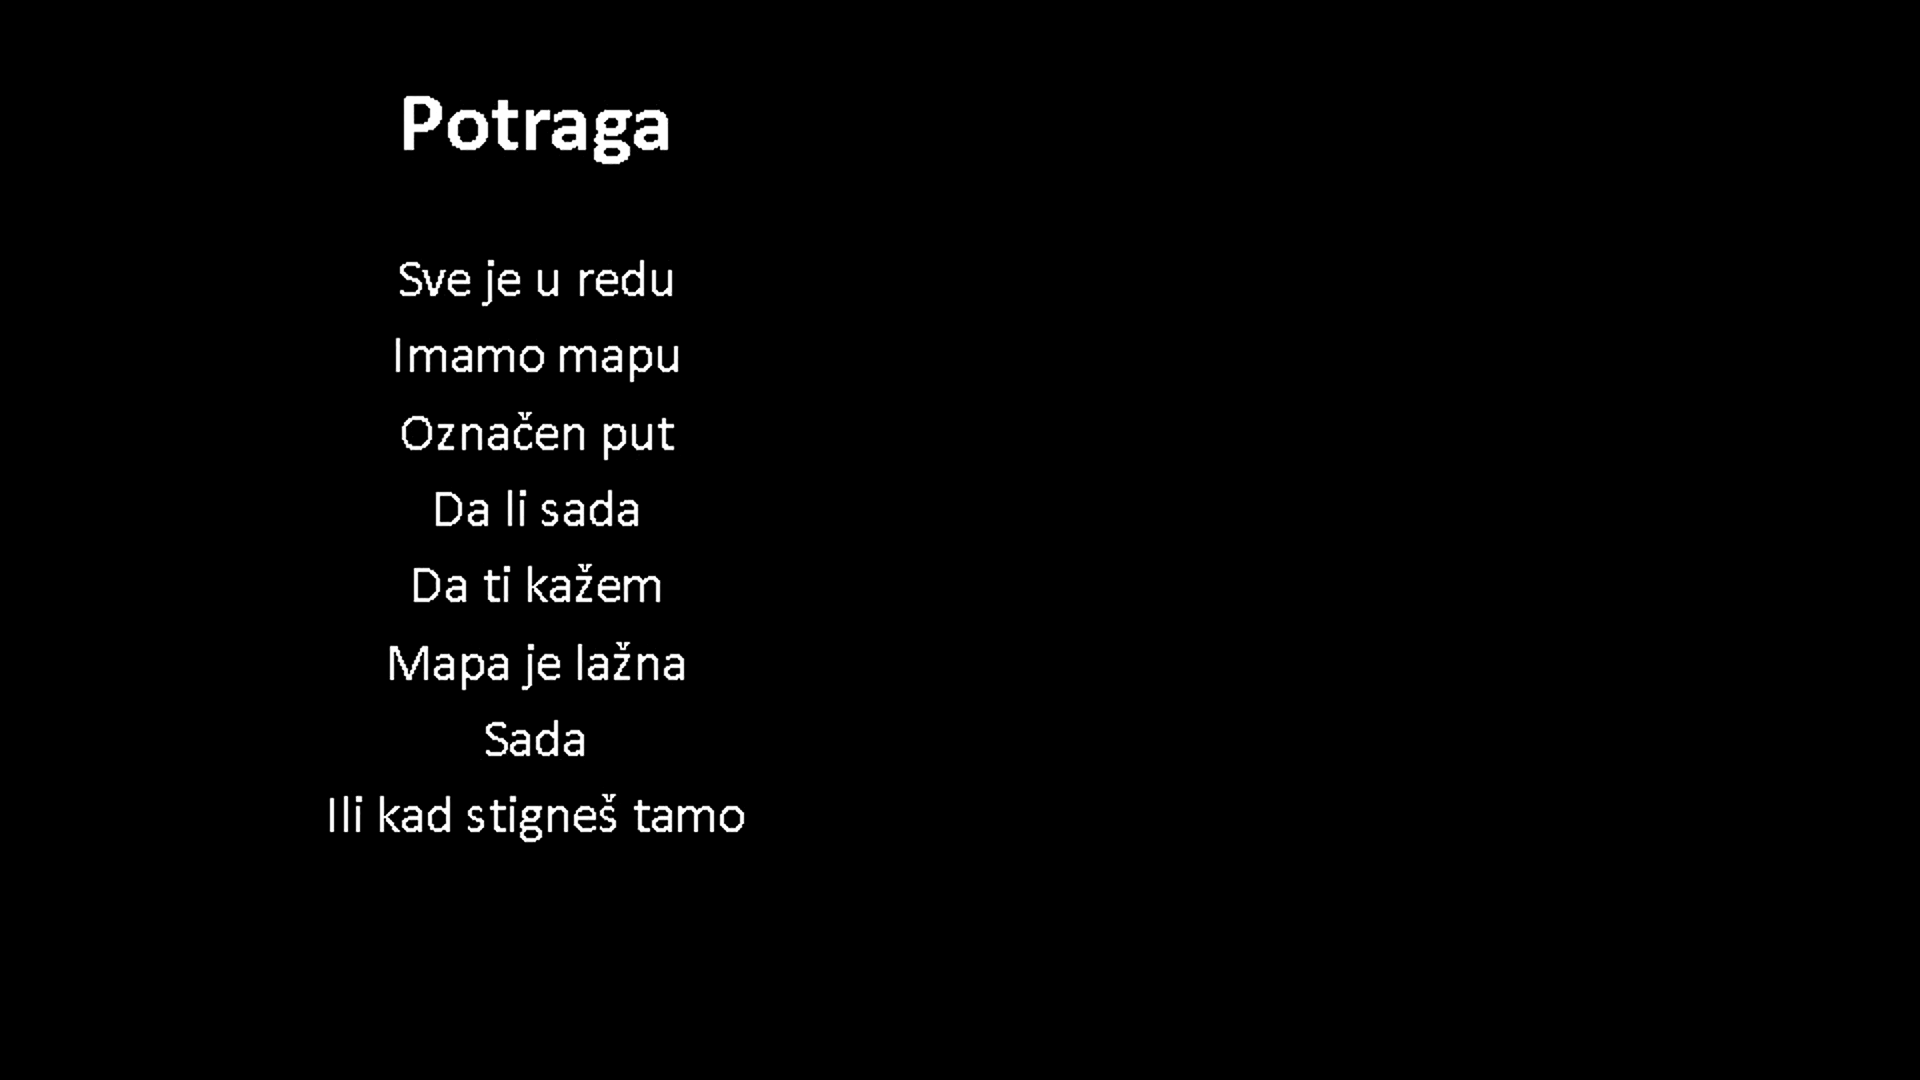 Potraga
Sve je u redu
Imamo mapu
Označen put
Da li sada
Da ti kažem
Mapa je lažna
Sada
Ili kad stigneš tamo